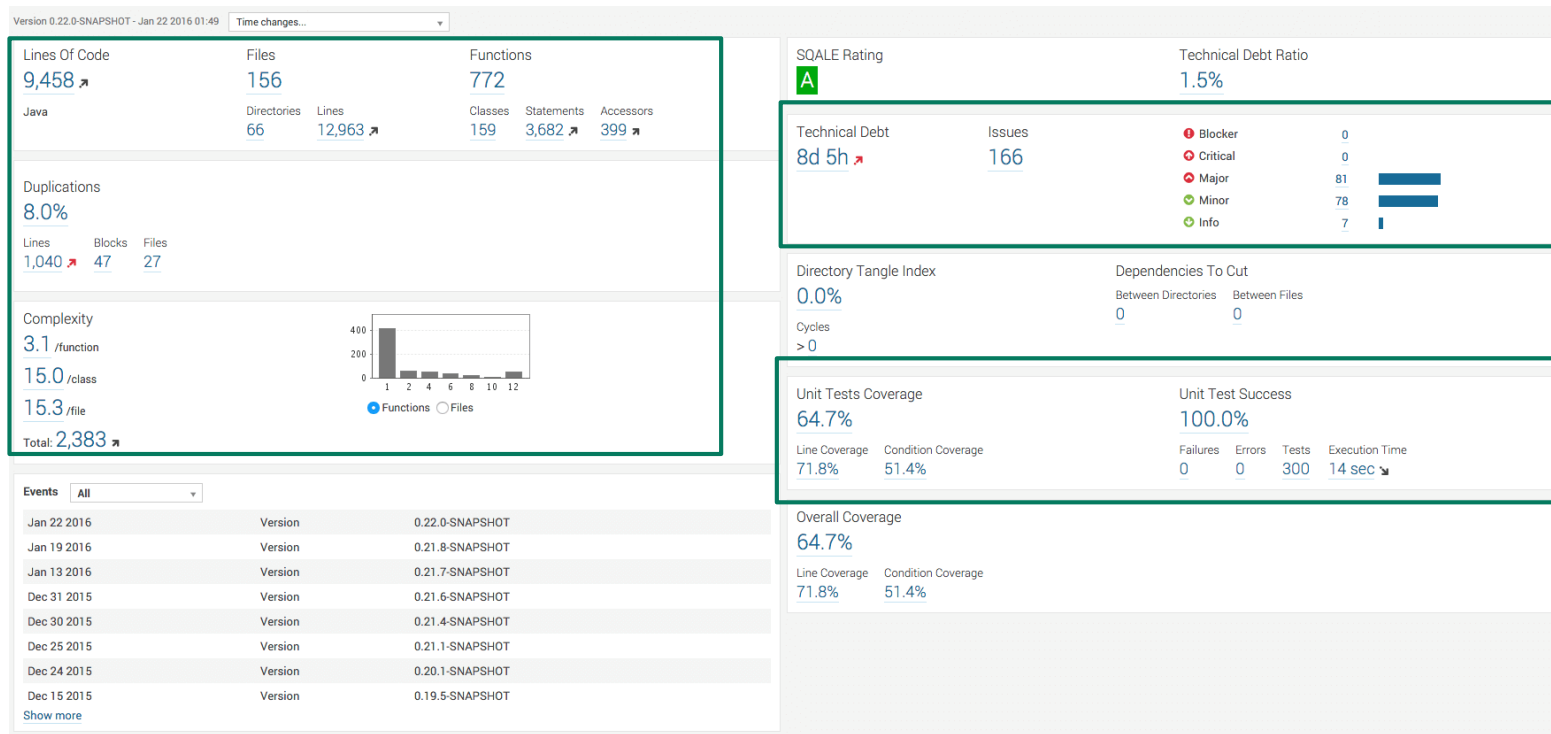 Version 0.22.0-SNAPSHOT - Jan 22 2016 01:49 Time changes...
Lines Of Code Files Functions
9,458 156 772
Java
Directories Lines Classes Statements Accessors
66 12,963 159 3,682 399
Duplications
8.0%
Lines Blocks Files
1,040 47 27
Complexity
3.1 /function
15.0 /class
15.3 /file
Total: 2,383
400
200
0
1 2 4 6 8 10 12
Functions Files
Events All
Jan 22 2016 Version 0.22.0-SNAPSHOT
Jan 19 2016 Version 0.21.8-SNAPSHOT
Jan 13 2016 Version 0.21.7-SNAPSHOT
Dec 31 2015 Version 0.21.6-SNAPSHOT
Dec 30 2015 Version 0.21.4-SNAPSHOT
Dec 25 2015 Version 0.21.1-SNAPSHOT
Dec 24 2015 Version 0.20.1-SNAPSHOT
Dec 15 2015 Version 0.19.5-SNAPSHOT
Show more
SQALE Rating Technical Debt Ratio
A 1.5%
Technical Debt Issues
8d 5h 166
Blocker 0
Critical 0
Major 81
Minor 78
Info 7
Directory Tangle Index Dependencies To Cut
0.0%
Between Directories Between Files
0 0
Cycles
> 0
Unit Tests Coverage Unit Test Success
64.7% 100.0%
Line Coverage Condition Coverage Failures Errors Tests Execution Time
71.8% 51.4% 0 0 300 14 sec
Overall Coverage
64.7%
Line Coverage Condition Coverage
71.8% 51.4%